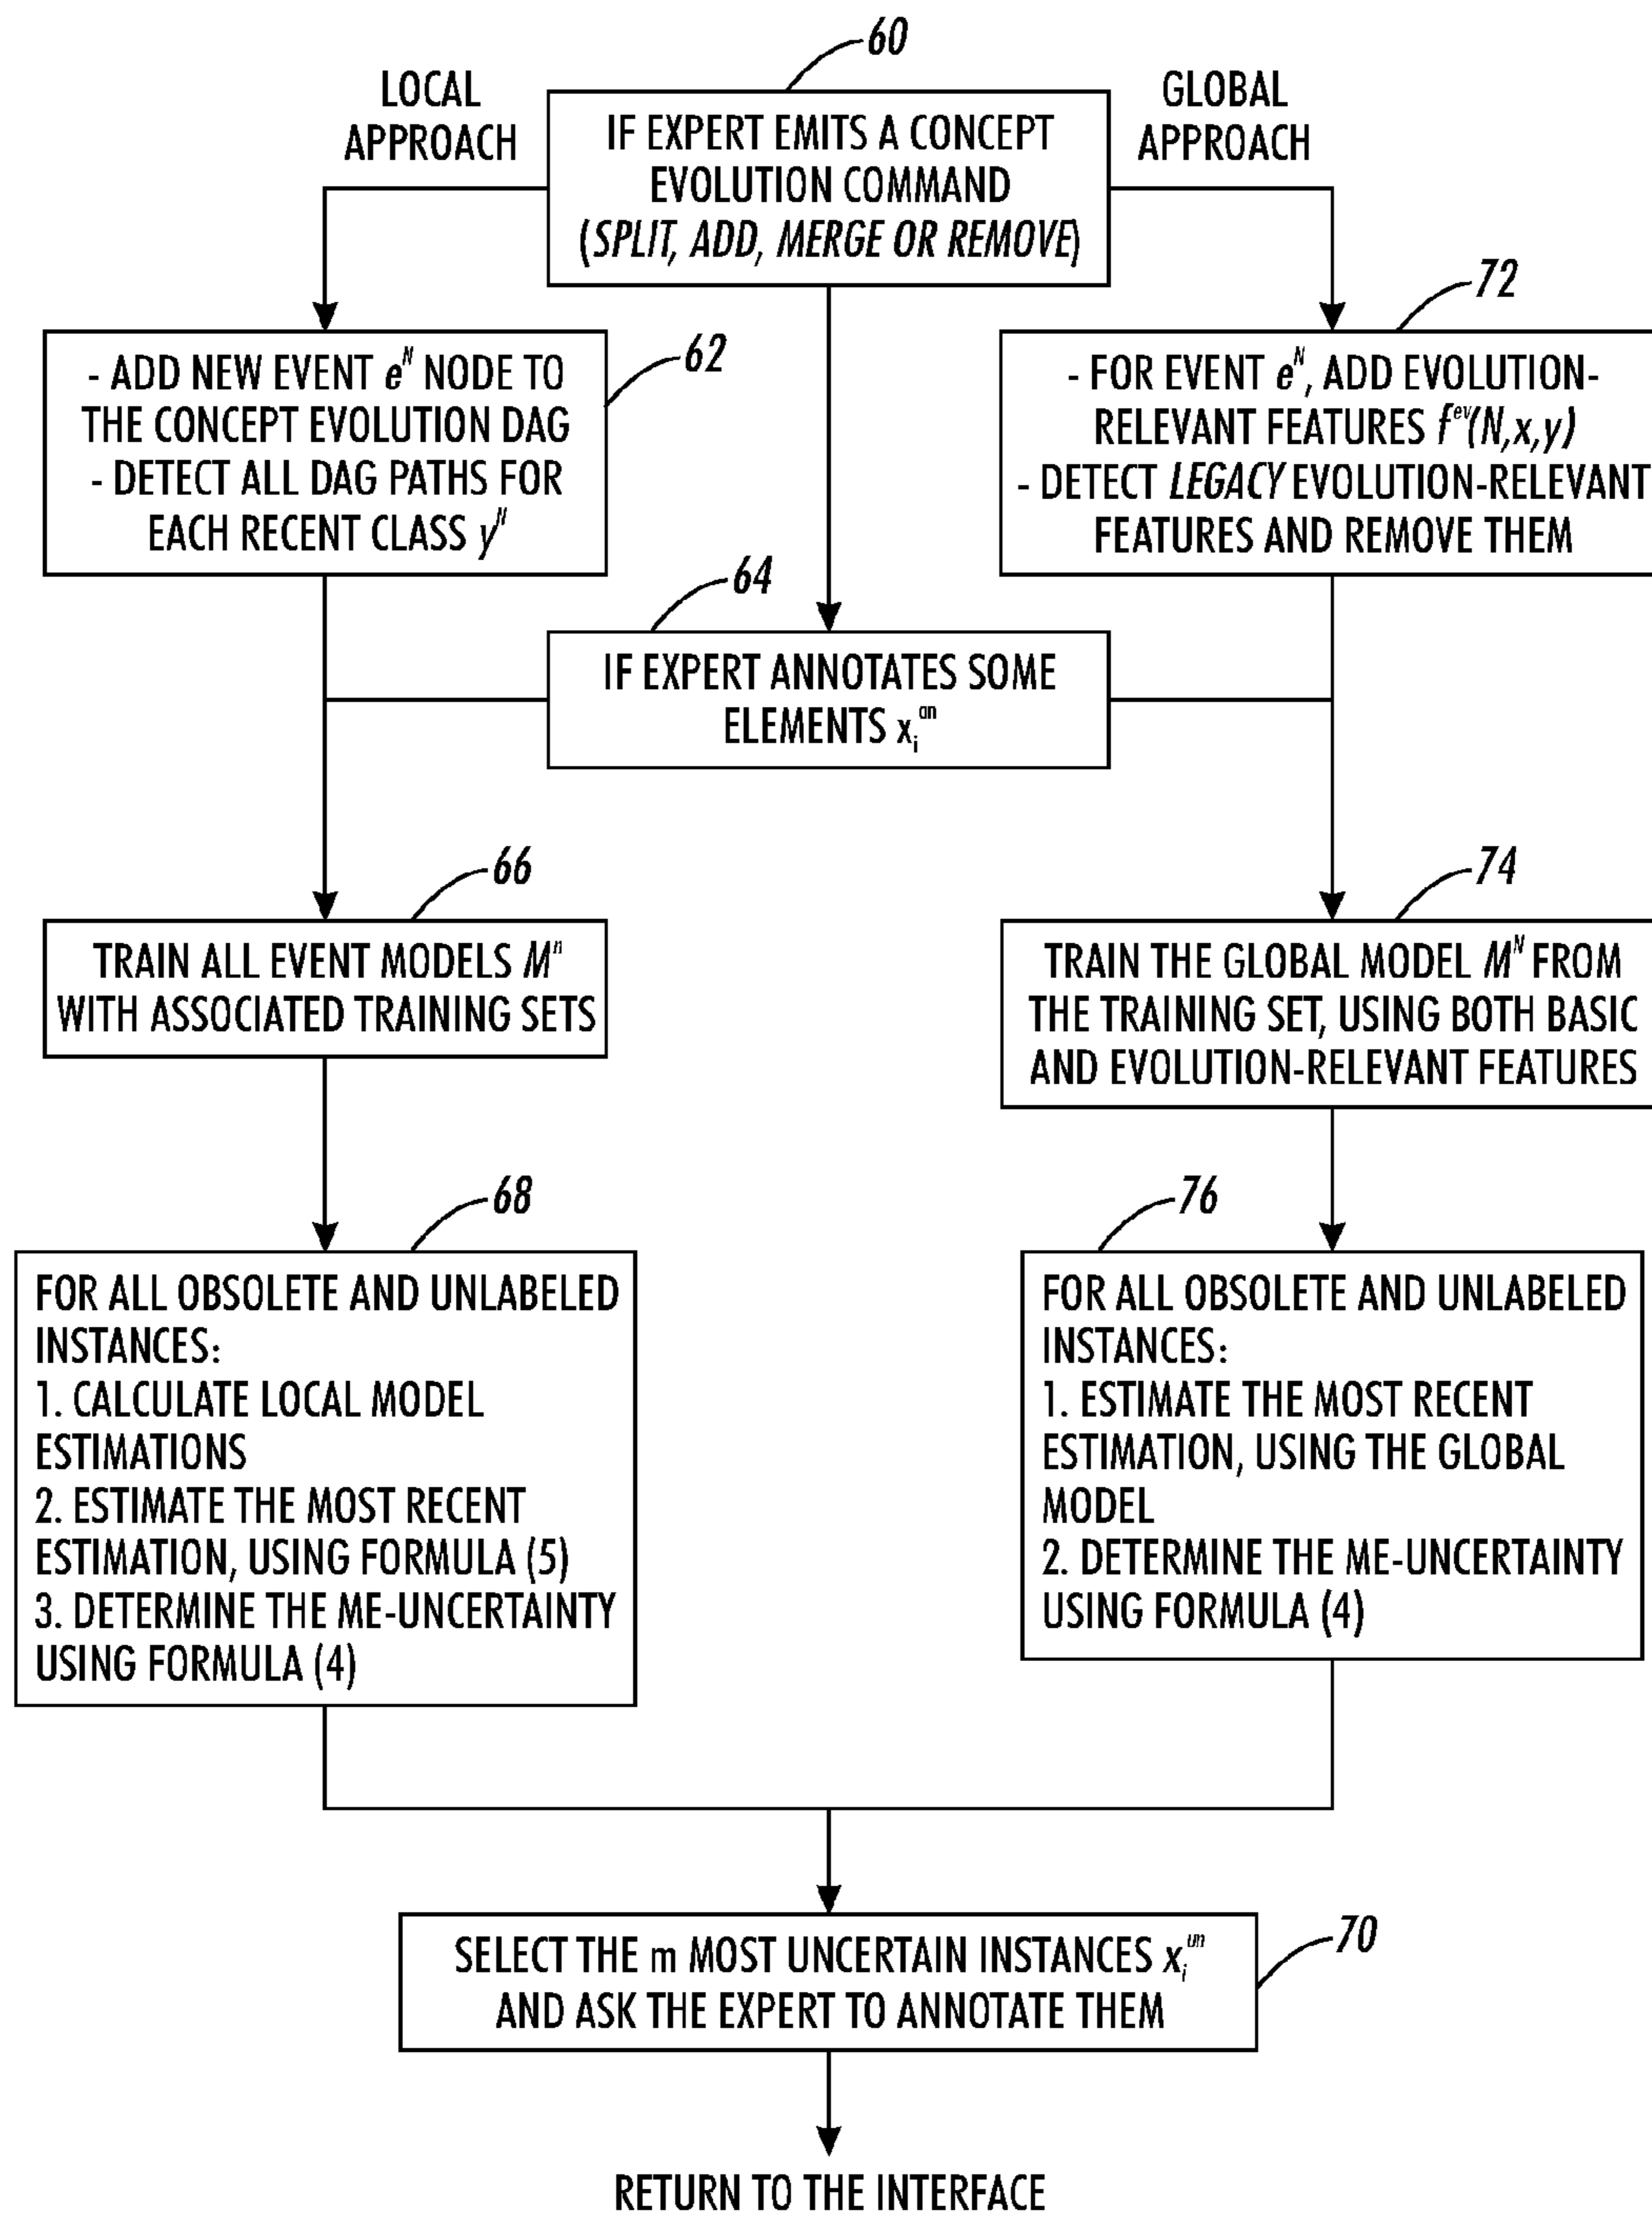 60
LOCAL
APPROACH
GLOBAL
APPROACH
IF EXPERT EMITS A CONCEPT
EVOLUTION COMMAND
(SPLIT, ADD, MERGE OR REMOVE)
62
- ADD NEW EVENT e^N NODE TO
THE CONCEPT EVOLUTION DAG
- DETECT ALL DAG PATHS FOR
EACH RECENT CLASS y^N
72
- FOR EVENT e^N, ADD EVOLUTION-
RELEVANT FEATURES f^ev(N,x,y)
- DETECT LEGACY EVOLUTION-RELEVANT
FEATURES AND REMOVE THEM
64
IF EXPERT ANNOTATES SOME
ELEMENTS x_i^an
66
TRAIN ALL EVENT MODELS M^n
WITH ASSOCIATED TRAINING SETS
74
TRAIN THE GLOBAL MODEL M^N FROM
THE TRAINING SET, USING BOTH BASIC
AND EVOLUTION-RELEVANT FEATURES
68
FOR ALL OBSOLETE AND UNLABELED
INSTANCES:
1. CALCULATE LOCAL MODEL
ESTIMATIONS
2. ESTIMATE THE MOST RECENT
ESTIMATION, USING FORMULA (5)
3. DETERMINE THE ME-UNCERTAINTY
USING FORMULA (4)
76
FOR ALL OBSOLETE AND UNLABELED
INSTANCES:
1. ESTIMATE THE MOST RECENT
ESTIMATION, USING THE GLOBAL
MODEL
2. DETERMINE THE ME-UNCERTAINTY
USING FORMULA (4)
70
SELECT THE m MOST UNCERTAIN INSTANCES x_i^un
AND ASK THE EXPERT TO ANNOTATE THEM
RETURN TO THE INTERFACE